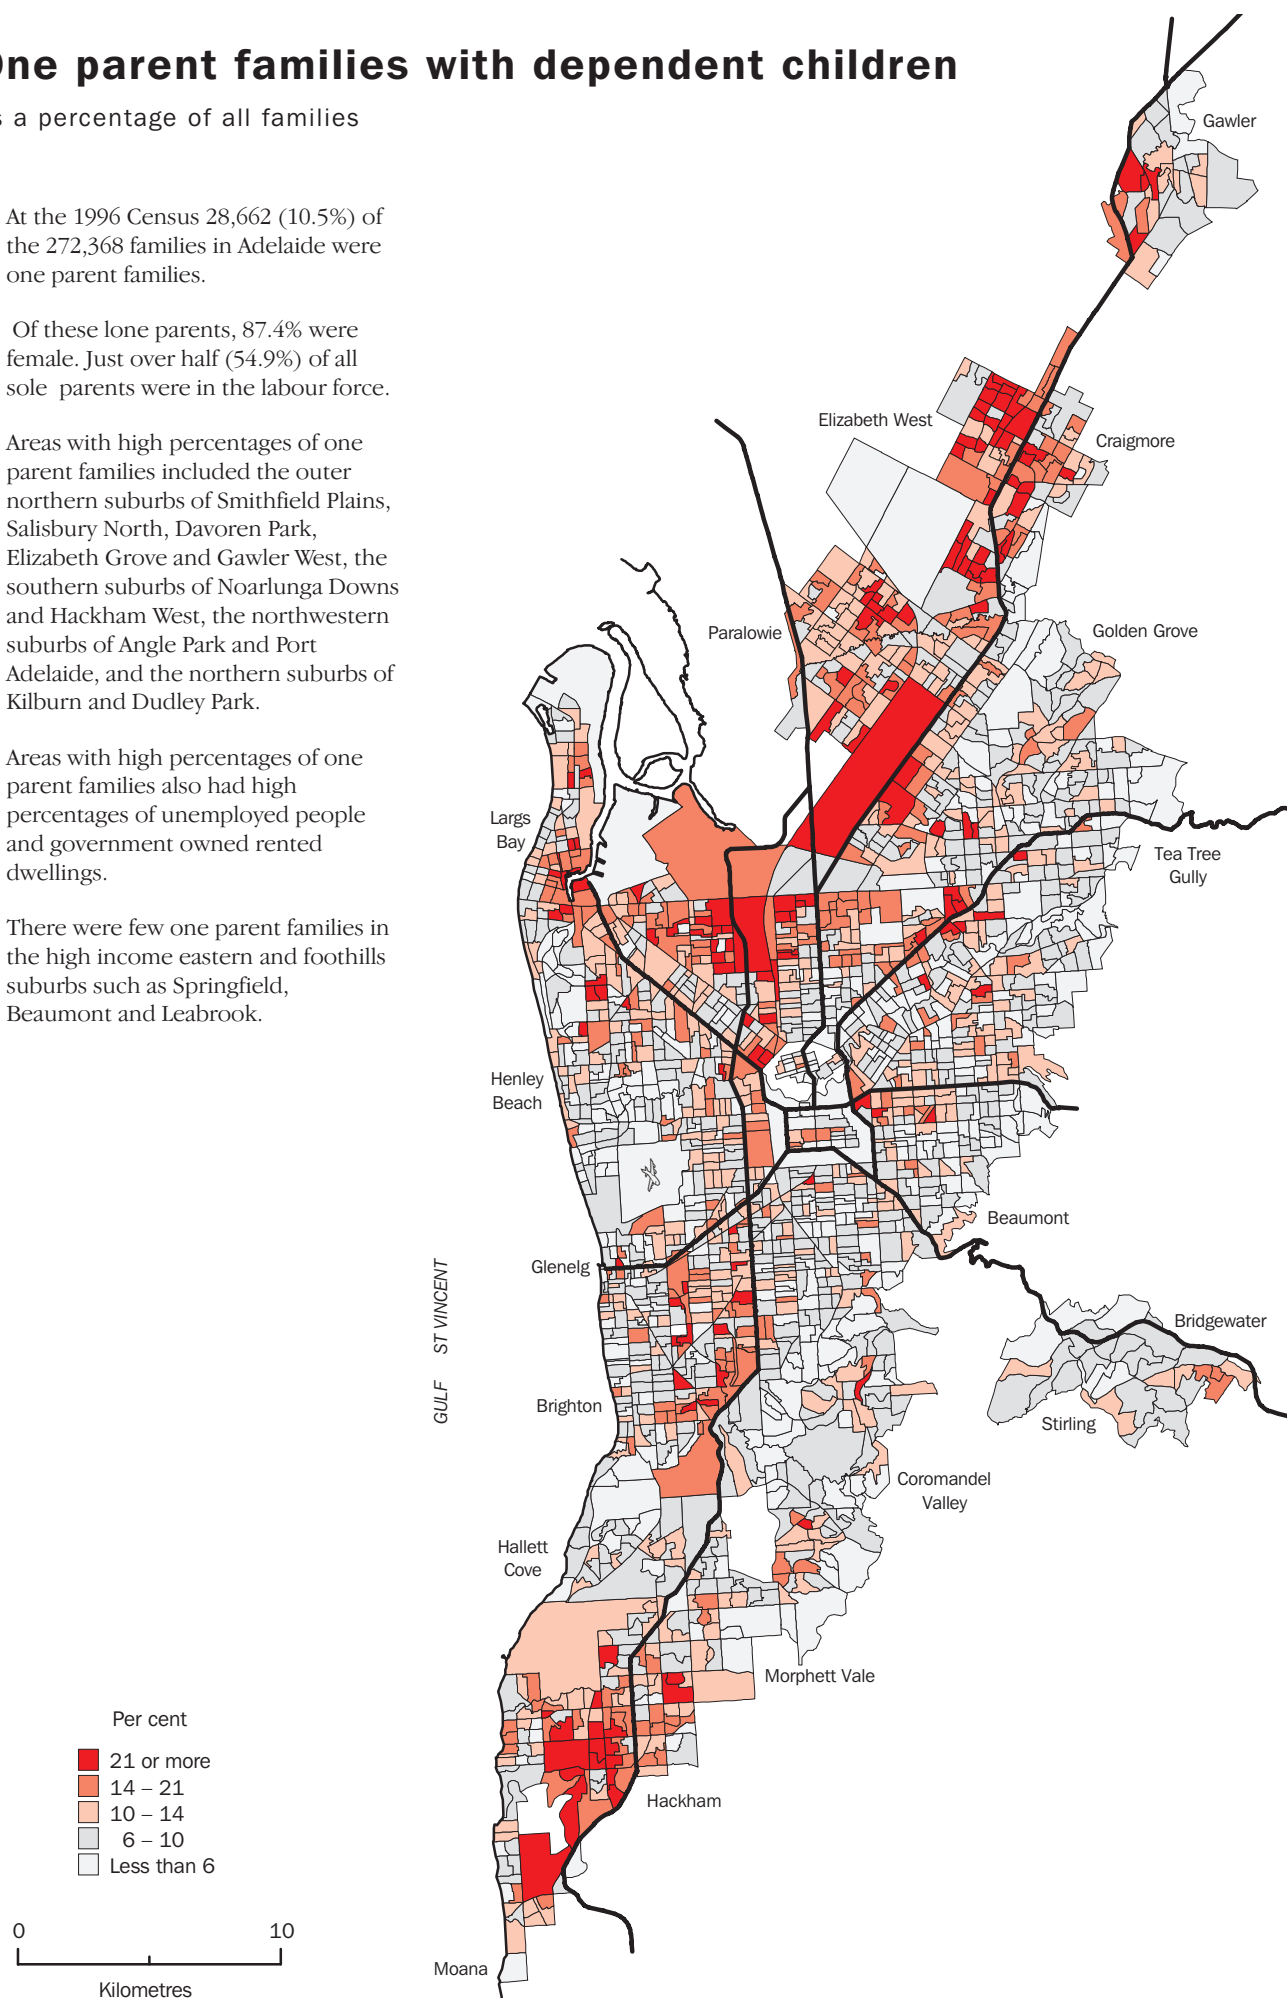 One parent families with dependent children
s a percentage of all families
At the 1996 Census 28,662 (10.5%) of
the 272,368 families in Adelaide were
one parent families.
Of these lone parents, 87.4% were
female. Just over half (54.9%) of all
sole parents were in the labour force.
Areas with high percentages of one
parent families included the outer
northern suburbs of Smithfield Plains,
Salisbury North, Davoren Park,
Elizabeth Grove and Gawler West, the
southern suburbs of Noarlunga Downs
and Hackham West, the northwestern
suburbs of Angle Park and Port
Adelaide, and the northern suburbs of
Kilburn and Dudley Park.
Areas with high percentages of one
parent families also had high
percentages of unemployed people
and government owned rented
dwellings.
There were few one parent families in
the high income eastern and foothills
suburbs such as Springfield,
Beaumont and Leabrook.
Gawler
Elizabeth West
Craigmore
Paralowie
Golden Grove
Largs
Bay
Tea Tree
Gully
Henley
Beach
Beaumont
Glenelg
GULF ST VINCENT
Bridgewater
Brighton
Stirling
Coromandel
Valley
Hallett
Cove
Morphett Vale
Hackham
Moana
Per cent
21 or more
14 – 21
10 – 14
6 – 10
Less than 6
0 10
Kilometres